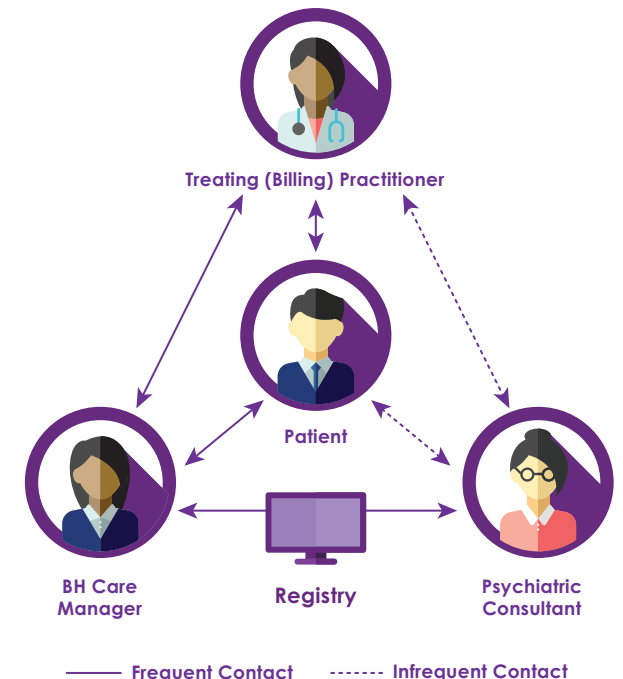 Treating (Billing) Practitioner
Patient
BH Care
Manager
Registry
Psychiatric
Consultant
Frequent Contact
Infrequent Contact